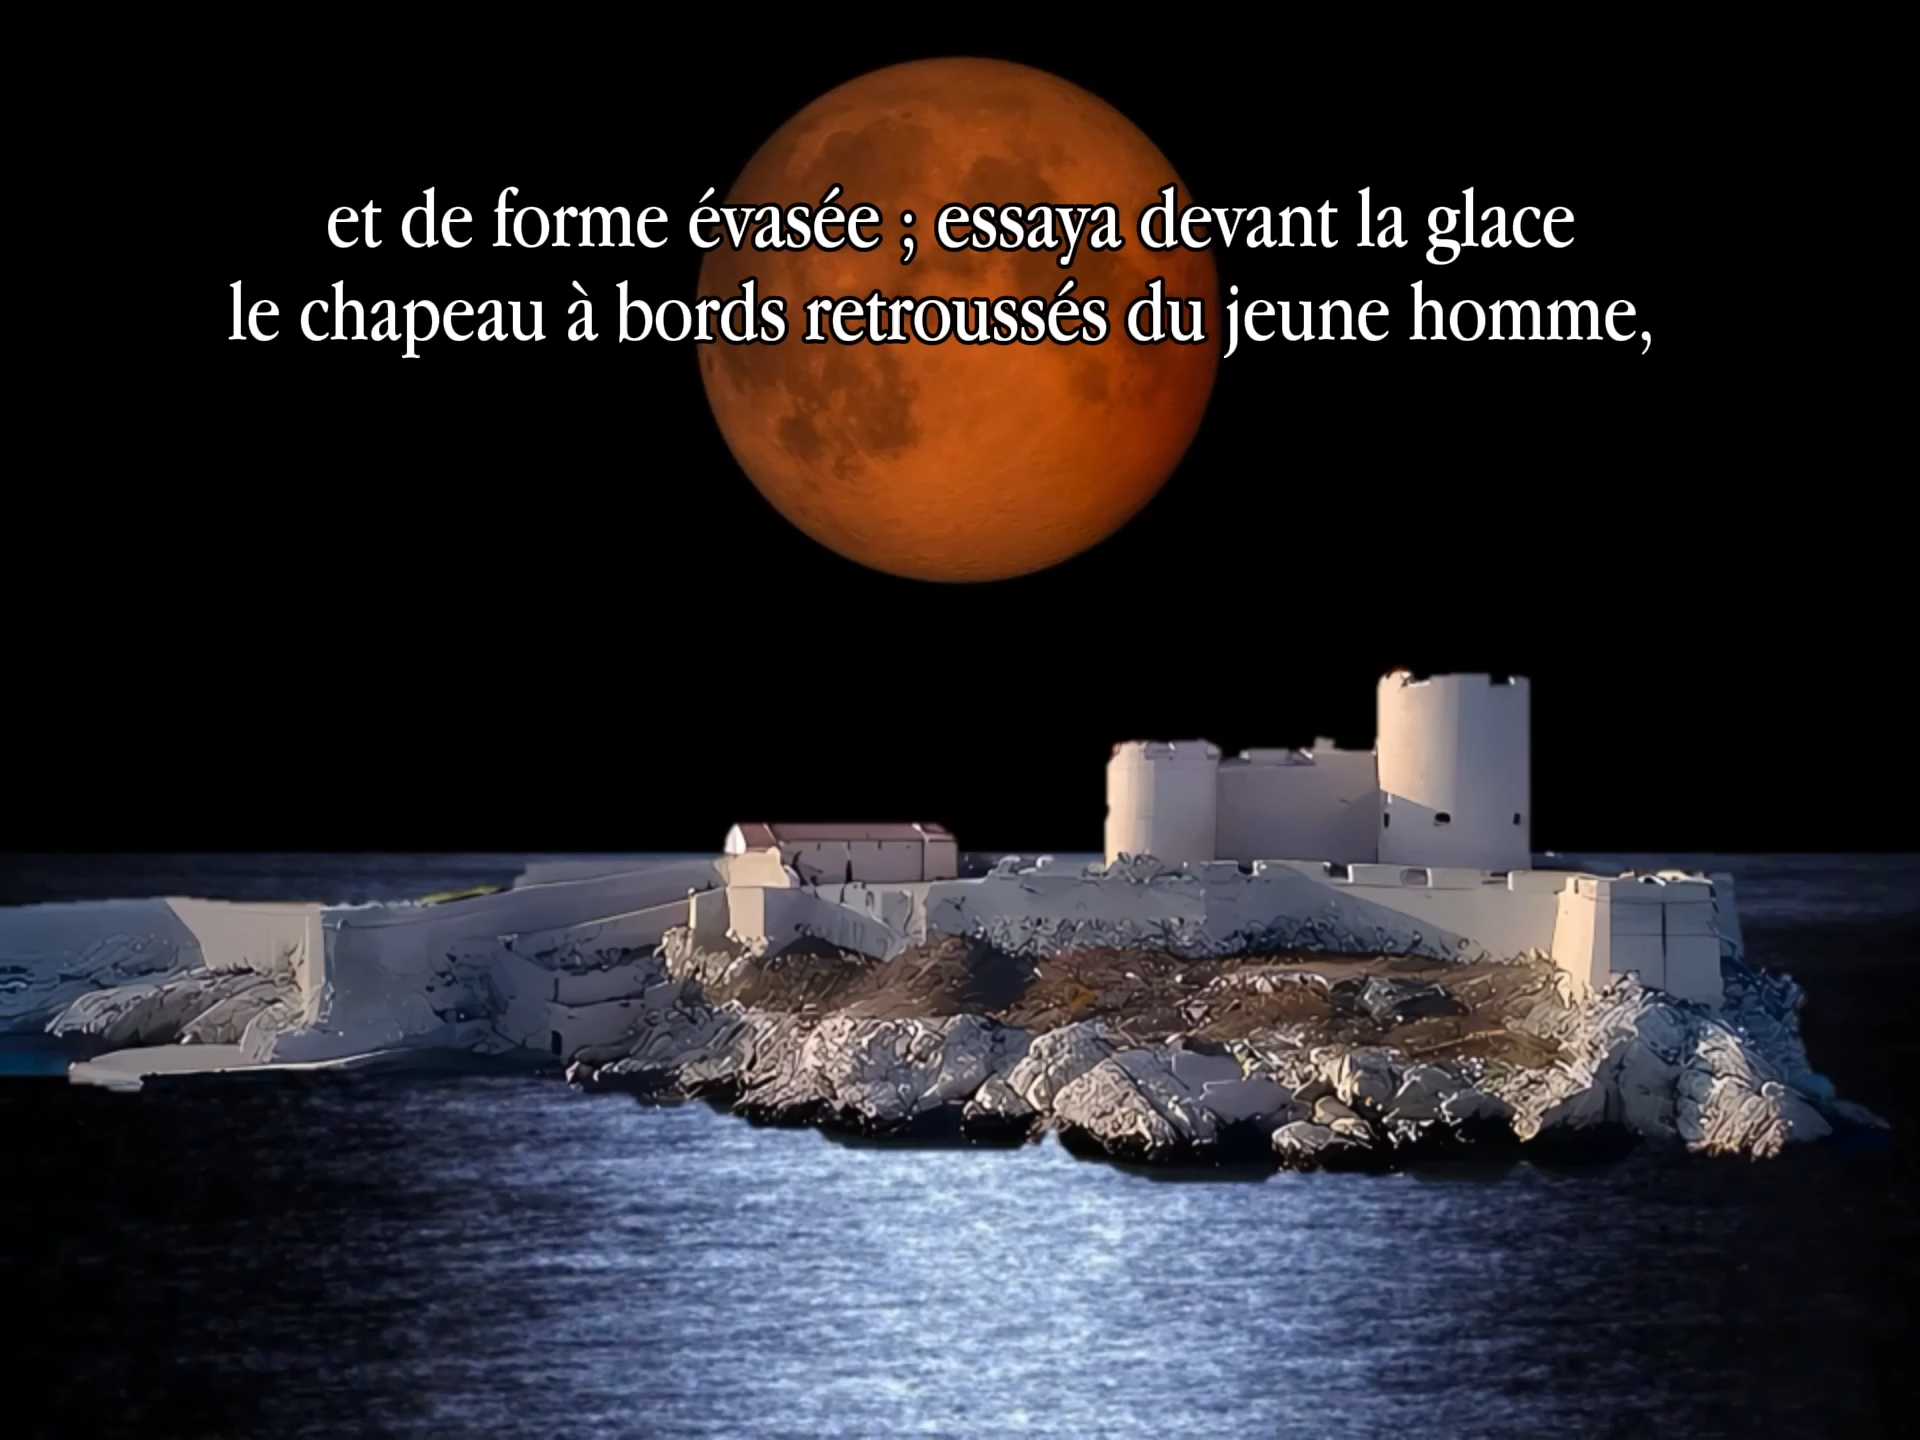 et de forme évasée ; essaya devant la glace
le chapeau à bords retroussés du jeune homme,